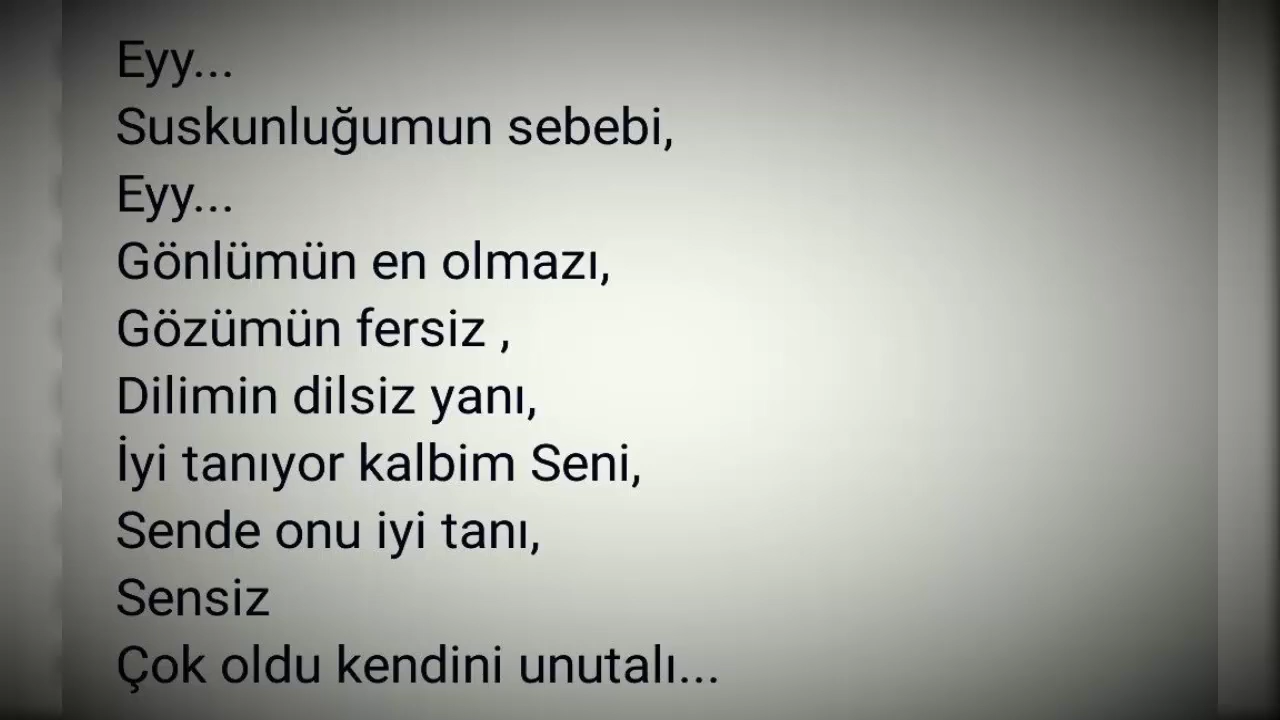 Eyy...
Suskunluğumun sebebi,
Eyy...
Gönlümün en olmazı,
Gözümün fersiz ,
Dilimin dilsiz yanı,
İyi tanıyor kalbim Seni,
Sende onu iyi tanı,
Sensiz
Çok oldu kendini unutalı...